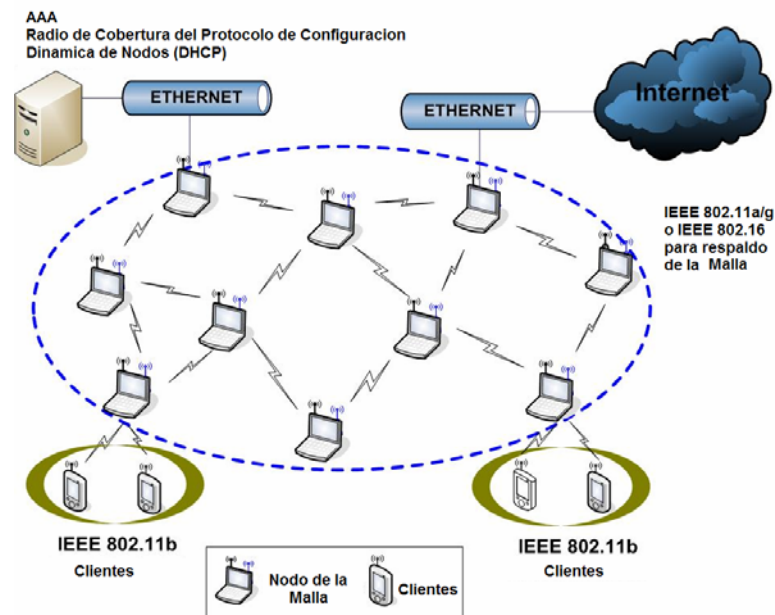 AAA
Radio de Cobertura del Protocolo de Configuracion
Dinamica de Nodos (DHCP)
ETHERNET
ETHERNET
Internet
IEEE 802.11a/g
o IEEE 802.16
para respaldo
de la Malla
IEEE 802.11b
Clientes
IEEE 802.11b
Clientes
Nodo de la
Malla
Clientes